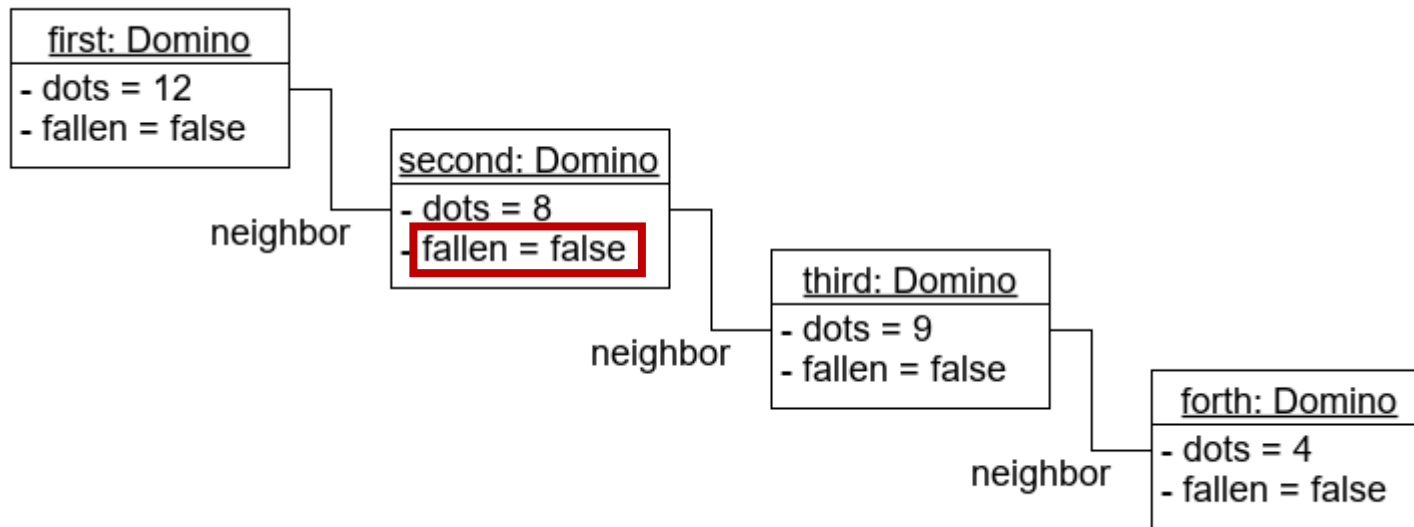 first: Domino
- dots = 12
- fallen = false
second: Domino
- dots = 8
- fallen = false
neighbor
third: Domino
- dots = 9
- fallen = false
neighbor
forth: Domino
- dots = 4
- fallen = false
neighbor